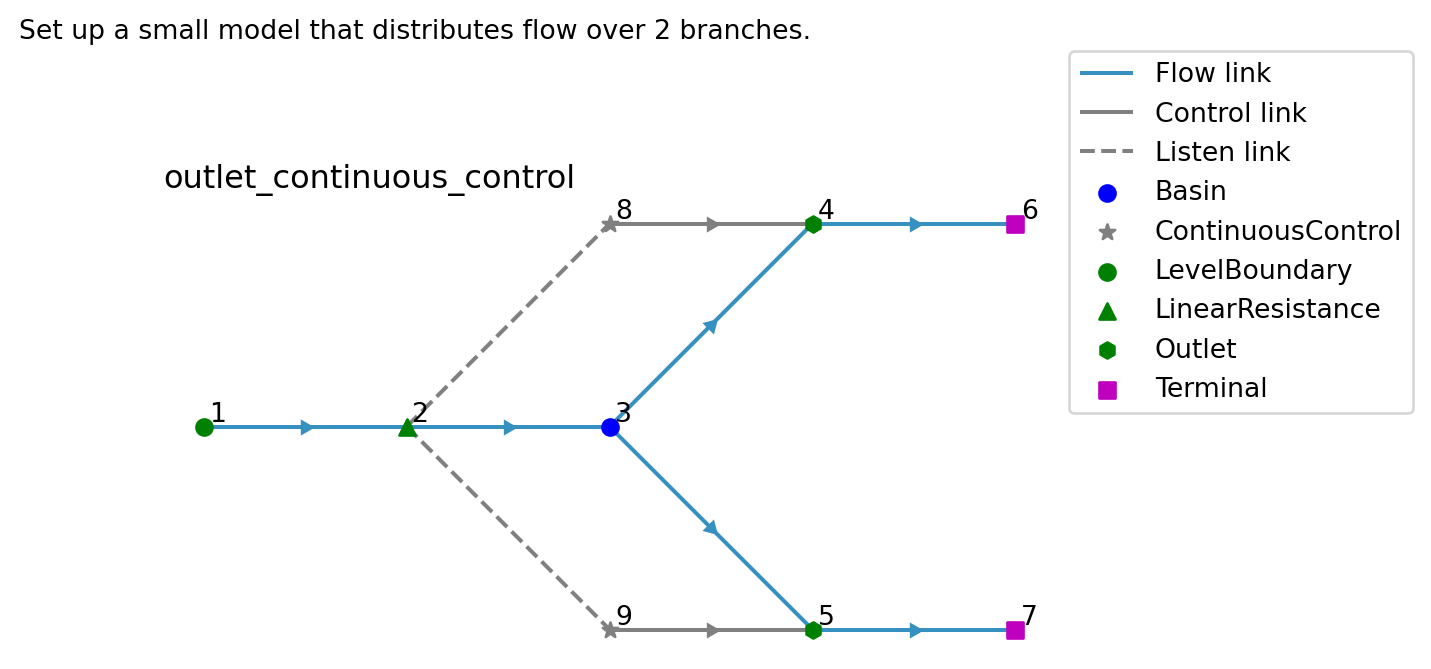 Set up a small model that distributes flow over 2 branches.
Flow link
Control link
Listen link
Basin
ContinuousControl
LevelBoundary
LinearResistance
Outlet
Terminal
outlet_continuous_control
8
4
6
1
2
3
9
5
7